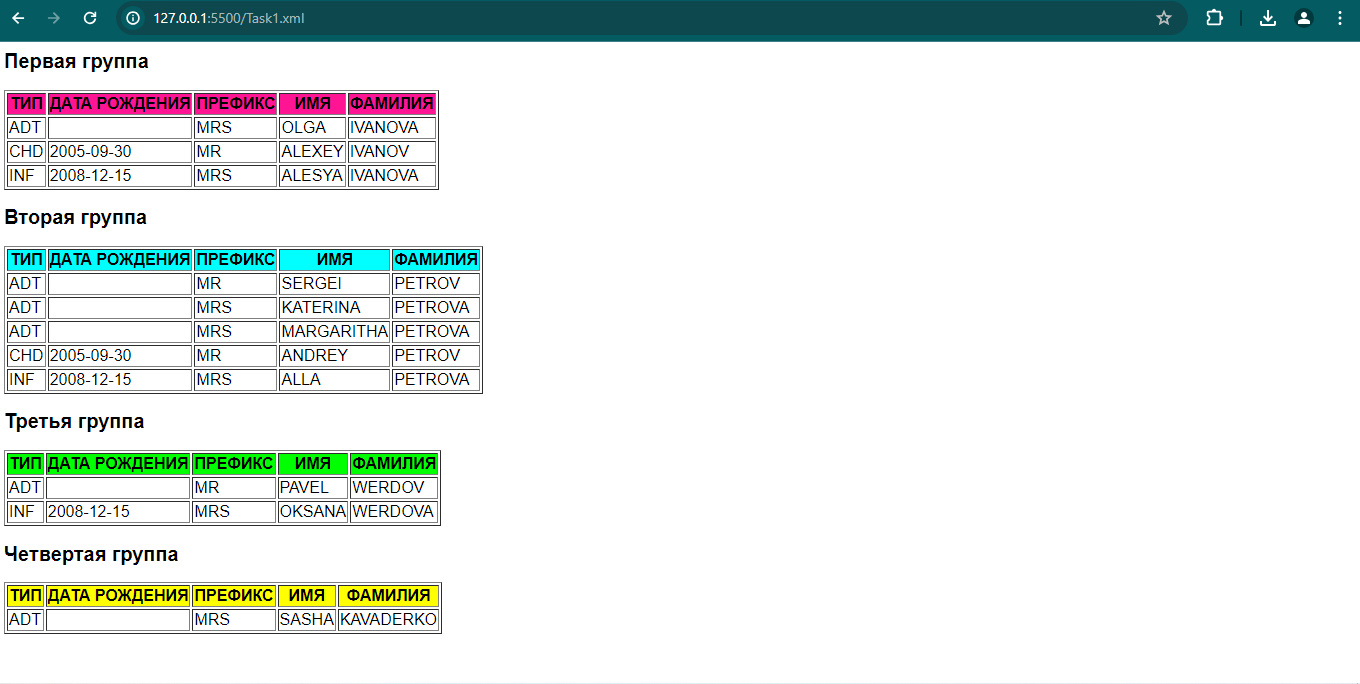 127.0.0.1:5500/Task1.xml
Первая группа
ТИП ДАТА РОЖДЕНИЯ ПРЕФИКС ИМЯ ФАМИЛИЯ
ADT MRS OLGA IVANOVA
CHD 2005-09-30 MR ALEXEY IVANOV
INF 2008-12-15 MRS ALESYA IVANOVA
Вторая группа
ТИП ДАТА РОЖДЕНИЯ ПРЕФИКС ИМЯ ФАМИЛИЯ
ADT MR SERGEI PETROV
ADT MRS KATERINA PETROVA
ADT MRS MARGARITHA PETROVA
CHD 2005-09-30 MR ANDREY PETROV
INF 2008-12-15 MRS ALLA PETROVA
Третья группа
ТИП ДАТА РОЖДЕНИЯ ПРЕФИКС ИМЯ ФАМИЛИЯ
ADT MR PAVEL WERDOV
INF 2008-12-15 MRS OKSANA WERDOVA
Четвертая группа
ТИП ДАТА РОЖДЕНИЯ ПРЕФИКС ИМЯ ФАМИЛИЯ
ADT MRS SASHA KAVADERKO